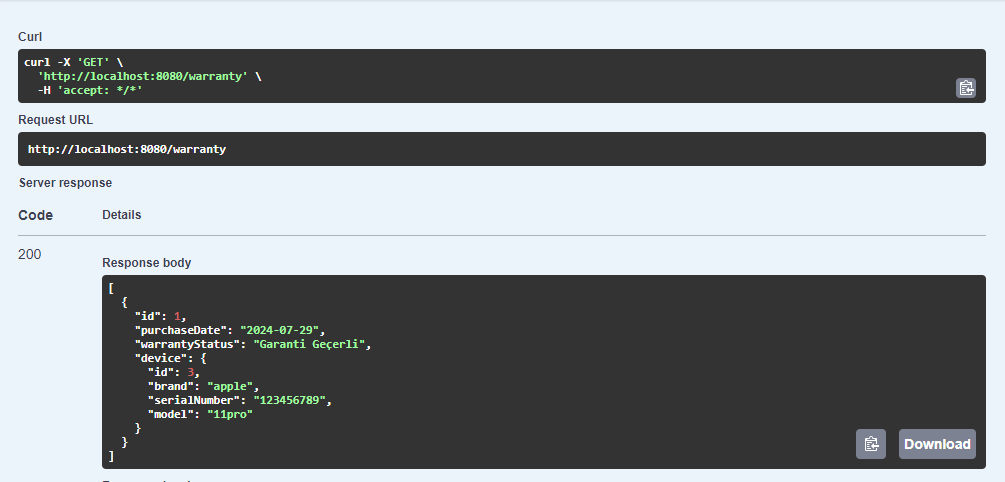 Curl
curl -X 'GET' \
  'http://localhost:8080/warranty' \
  -H 'accept: */*'
Request URL
http://localhost:8080/warranty
Server response
Code Details
200
Response body
[
  {
    "id": 1,
    "purchaseDate": "2024-07-29",
    "warrantyStatus": "Garanti Geçerli",
    "device": {
      "id": 3,
      "brand": "apple",
      "serialNumber": "123456789",
      "model": "11pro"
    }
  }
]
Download